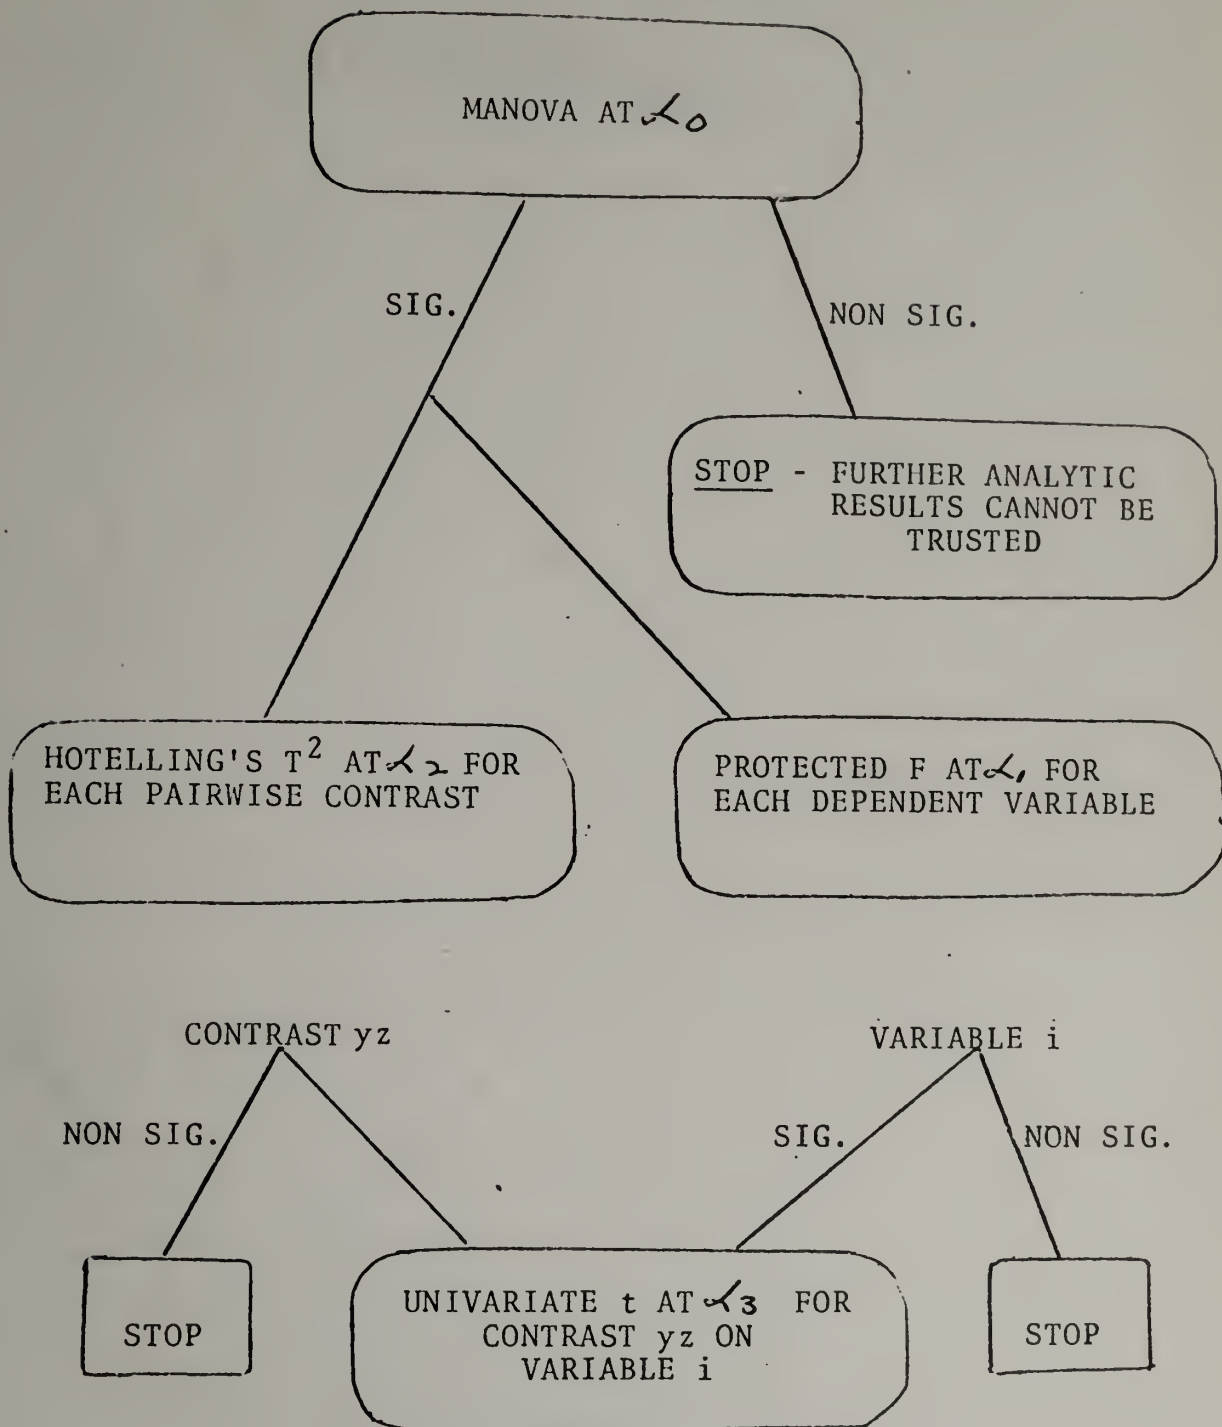 MANOVA AT α₀
SIG.
NON SIG.
STOP - FURTHER ANALYTIC
RESULTS CANNOT BE
TRUSTED
HOTELLING'S T² AT α₂ FOR
EACH PAIRWISE CONTRAST
PROTECTED F AT α₁ FOR
EACH DEPENDENT VARIABLE
CONTRAST yz
VARIABLE i
NON SIG.
SIG.
NON SIG.
STOP
UNIVARIATE t AT α₃ FOR
CONTRAST yz ON
VARIABLE i
STOP